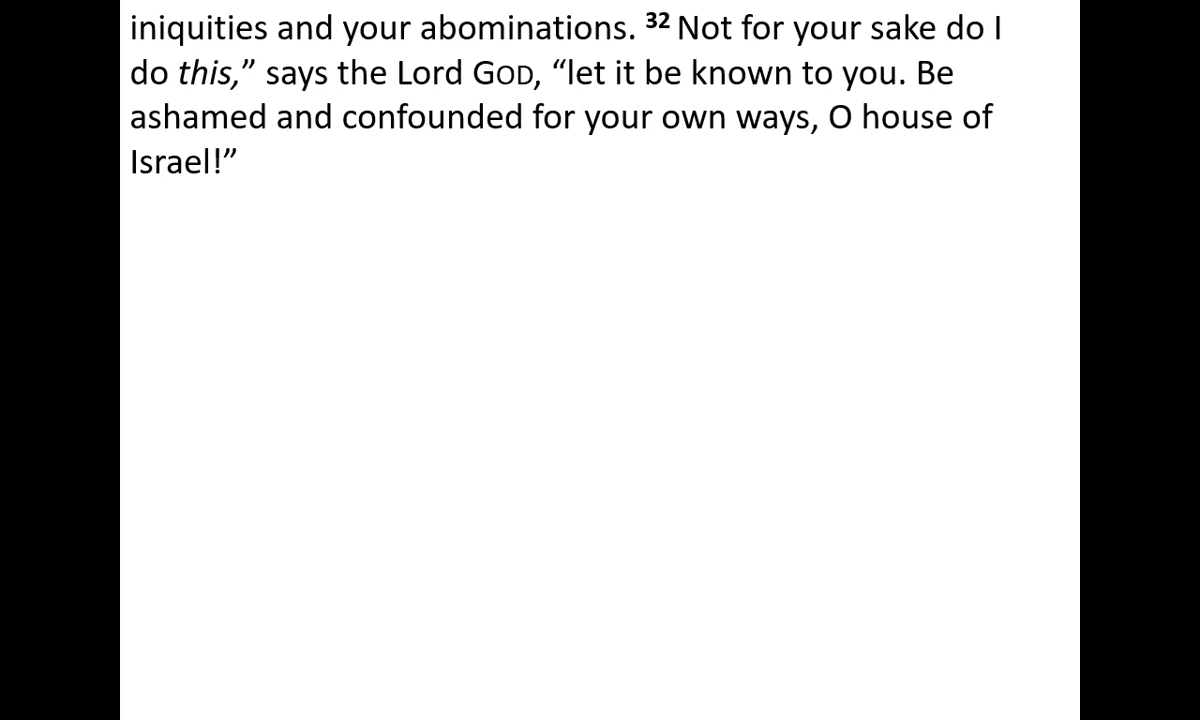 iniquities and your abominations. 32 Not for your sake do I
do this,” says the Lord GOD, “let it be known to you. Be
ashamed and confounded for your own ways, O house of
Israel!”